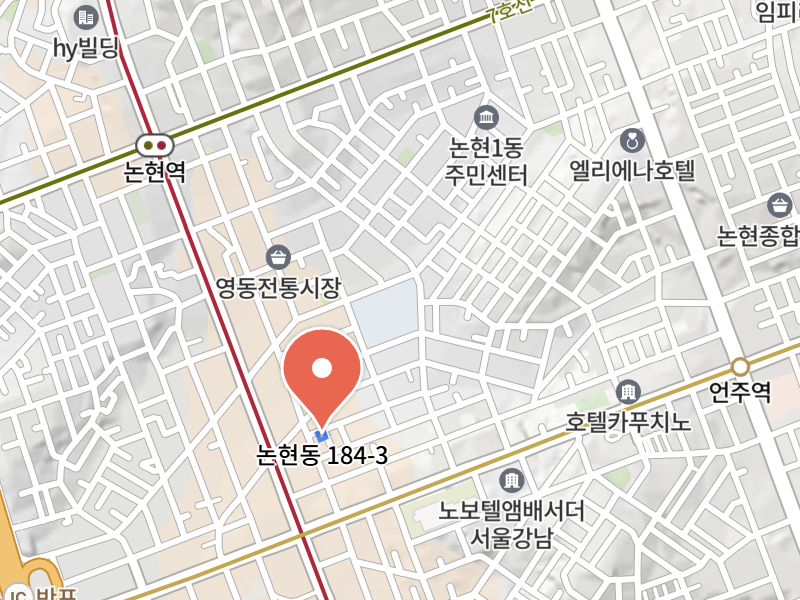 7호선
임피
hy빌딩
논현1동
주민센터
논현역
엘리에나호텔
논현종합
영동전통시장
언주역
호텔카푸치노
논현동 184-3
노보텔앰배서더
서울강남
IC 반포